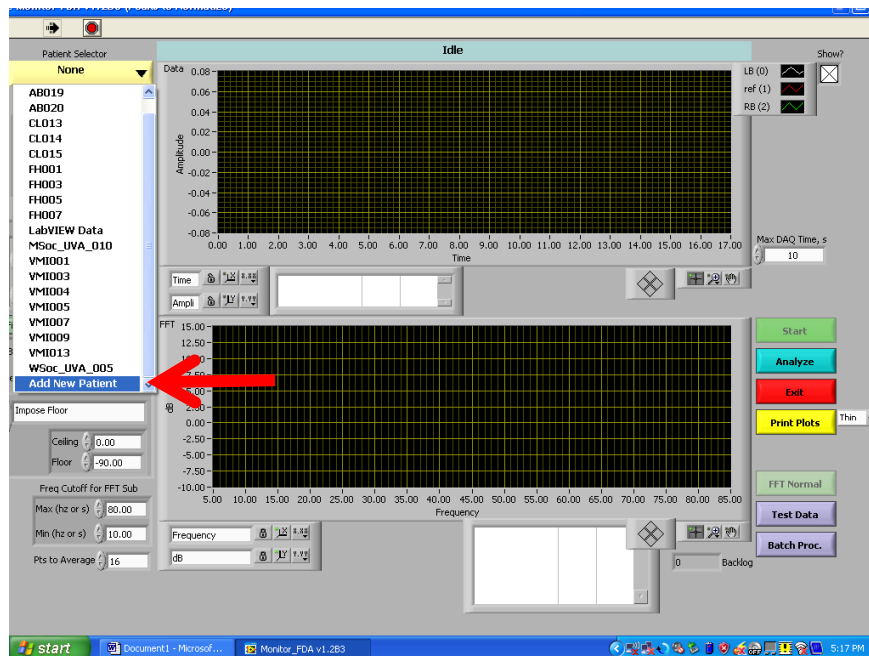 Patient Selector
Idle
Show?
None
AB019
AB020
CL013
CL014
CL015
FH001
FH003
FH005
FH007
LabVIEW Data
MSoc_UVA_010
VMI001
VMI003
VMI004
VMI005
VMI007
VMI009
VMI013
WSoc_UVA_005
Add New Patient
Data
0.08
0.06
0.04
0.02
0.00
-0.02
-0.04
-0.06
-0.08
Amplitude
0.00 1.00 2.00 3.00 4.00 5.00 6.00 7.00 8.00 9.00 10.00 11.00 12.00 13.00 14.00 15.00 16.00 17.00
Time
LB (0)
ref (1)
RB (2)
Max DAQ Time, s
10
Time
Ampli
FFT
15.00
12.50
5.00
2.50
0.00
-2.50
-5.00
-7.50
-10.00
dB
5.00 10.00 15.00 20.00 25.00 30.00 35.00 40.00 45.00 50.00 55.00 60.00 65.00 70.00 75.00 80.00 85.00
Frequency
Impose Floor
Ceiling 0.00
Floor -90.00
Freq Cutoff for FFT Sub
Max (hz or s) 80.00
Min (hz or s) 10.00
Pts to Average 16
Frequency
dB
Start
Analyze
Exit
Print Plots
Thin
FFT Normal
Test Data
Batch Proc.
0 Backlog
start
Document1 - Microsof...
Monitor_FDA v1.2B3
5:17 PM